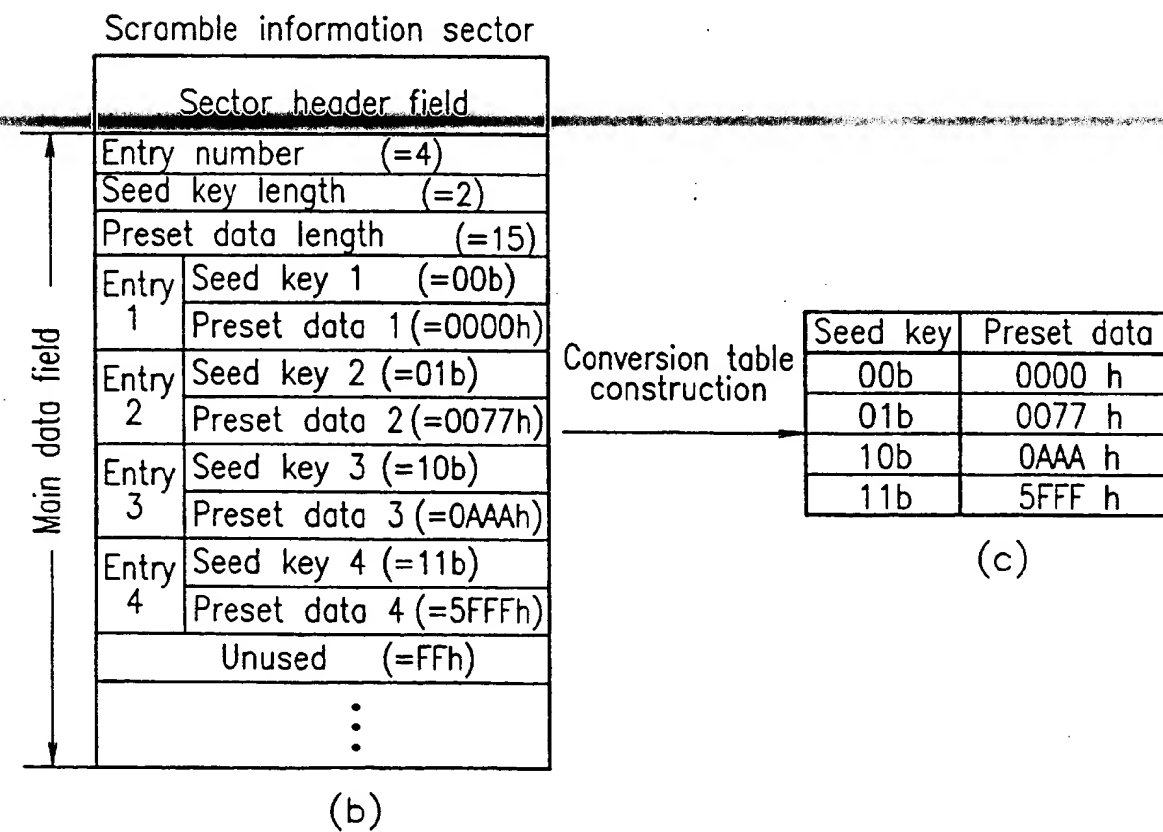 Scramble information sector
Sector header field
Entry number (=4)
Seed key length (=2)
Preset data length (=15)
Entry 1
Seed key 1 (=00b)
Preset data 1 (=0000h)
Entry 2
Seed key 2 (=01b)
Preset data 2 (=0077h)
Entry 3
Seed key 3 (=10b)
Preset data 3 (=0AAAh)
Entry 4
Seed key 4 (=11b)
Preset data 4 (=5FFFh)
Unused (=FFh)
Main data field
(b)
Conversion table
construction
Seed key Preset data
00b 0000 h
01b 0077 h
10b 0AAA h
11b 5FFF h
(c)